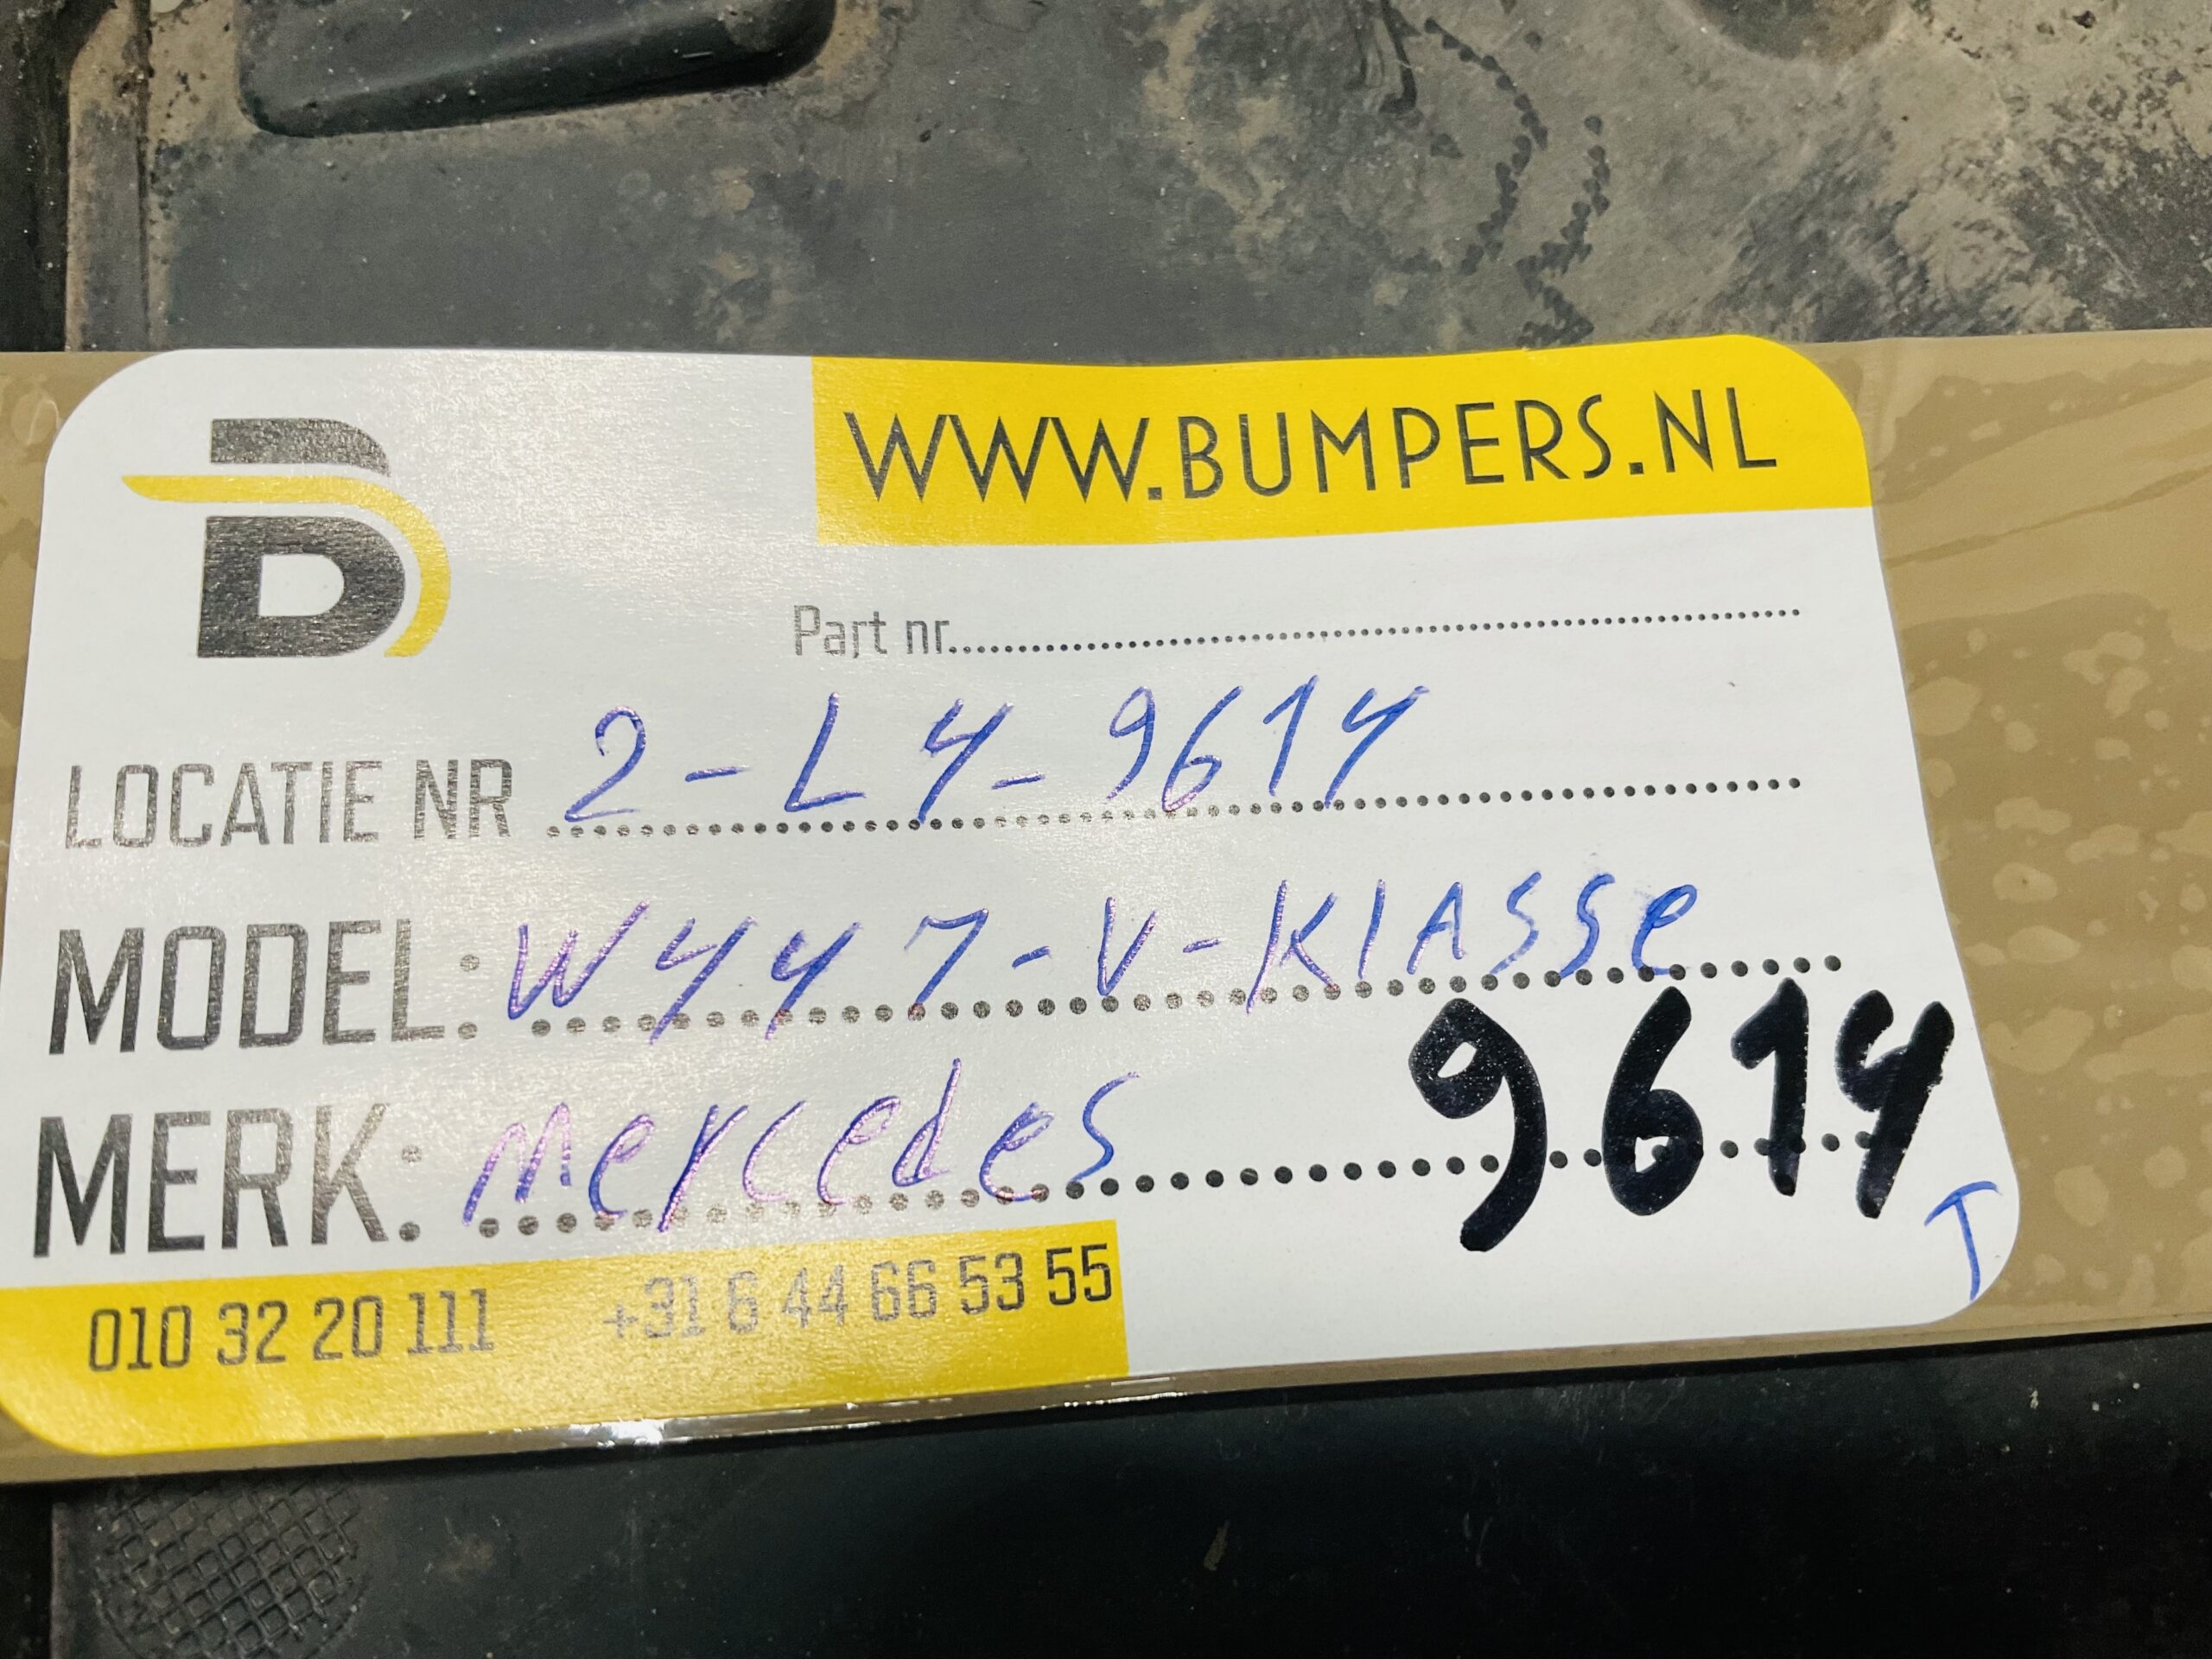 B
WWW.BUMPERS.NL
Part nr..........
LOCATIE NR 2-L4-9614
MODEL: W447-V-KlASSe
MERK: Mercedes
9614
T
010 32 20 111 +31 6 44 66 53 55